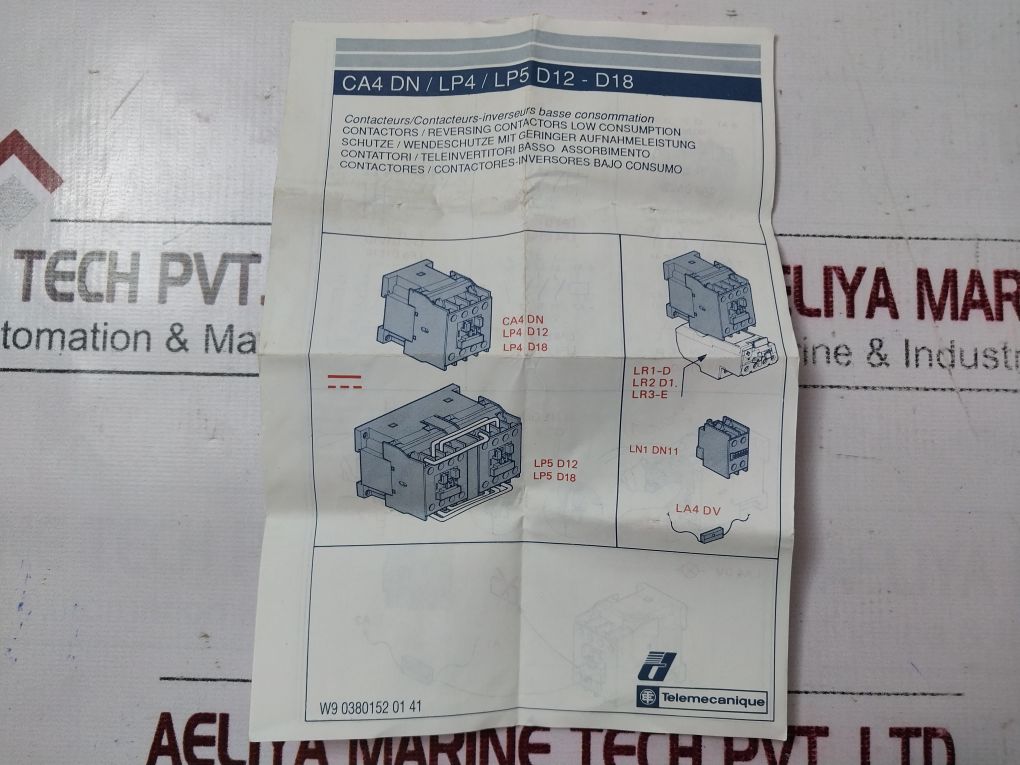 CA4 DN / LP4 / LP5 D12 - D18
Contacteurs/Contacteurs-inverseurs basse consommation
CONTACTORS / REVERSING CONTACTORS LOW CONSUMPTION
SCHUTZE / WENDESCHUTZE MIT GERINGER AUFNAHMELEISTUNG
CONTATTORI / TELEINVERTITORI BASSO ASSORBIMENTO
CONTACTORES / CONTACTORES-INVERSORES BAJO CONSUMO
CA4 DN
LP4 D12
LP4 D18
LR1-D
LR2 D1.
LR3-E
LP5 D12
LP5 D18
LN1 DN11
LA4 DV
Telemecanique
W9 0380152 01 41
TECH PVT.
ELIYA MAR
tomation & Ma
ine & Industr
AELIYA MARINE TECH PVT. LTD